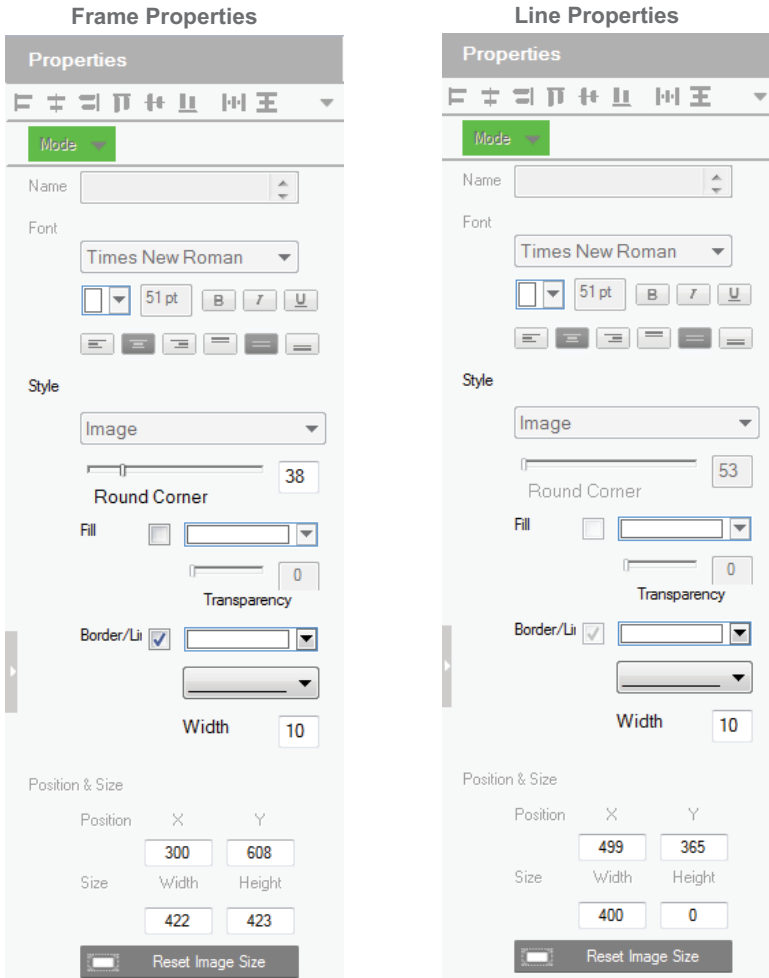 Frame Properties
Properties
Mode
Name
Font
Times New Roman
51 pt B I U
Style
Image
38
Round Corner
Fill
0
Transparency
Border/Li
Width 10
Position & Size
Position X Y
300 608
Size Width Height
422 423
Reset Image Size
Line Properties
Properties
Mode
Name
Font
Times New Roman
51 pt B I U
Style
Image
53
Round Corner
Fill
0
Transparency
Border/Li
Width 10
Position & Size
Position X Y
499 365
Size Width Height
400 0
Reset Image Size